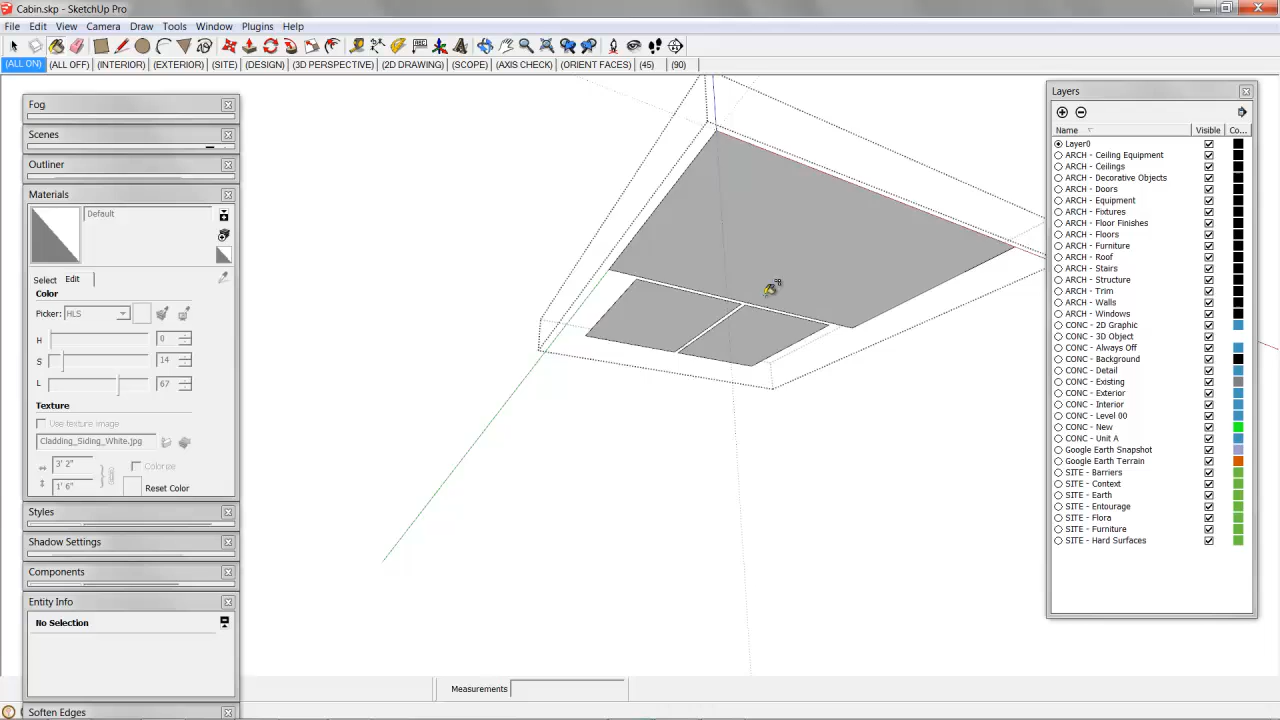 Cabin.skp - SketchUp Pro
File Edit View Camera Draw Tools Window Plugins Help
(ALL ON) (ALL OFF) (INTERIOR) (EXTERIOR) (SITE) (DESIGN) (3D PERSPECTIVE) (2D DRAWING) (SCOPE) (AXIS CHECK) (ORIENT FACES) (45) (90)
Fog
Scenes
Outliner
Materials
Default
Select Edit
Color
Picker: HLS
H 0
S 14
L 67
Texture
Use texture image
Cladding_Siding_White.jpg
3' 2" Colorize
1' 6" Reset Color
Styles
Shadow Settings
Components
Entity Info
No Selection
Soften Edges
Measurements
Layers
Name Visible Co...
Layer0
ARCH - Ceiling Equipment
ARCH - Ceilings
ARCH - Decorative Objects
ARCH - Doors
ARCH - Equipment
ARCH - Fixtures
ARCH - Floor Finishes
ARCH - Floors
ARCH - Furniture
ARCH - Roof
ARCH - Stairs
ARCH - Structure
ARCH - Trim
ARCH - Walls
ARCH - Windows
CONC - 2D Graphic
CONC - 3D Object
CONC - Always Off
CONC - Background
CONC - Detail
CONC - Existing
CONC - Exterior
CONC - Interior
CONC - Level 00
CONC - New
CONC - Unit A
Google Earth Snapshot
Google Earth Terrain
SITE - Barriers
SITE - Context
SITE - Earth
SITE - Entourage
SITE - Flora
SITE - Furniture
SITE - Hard Surfaces